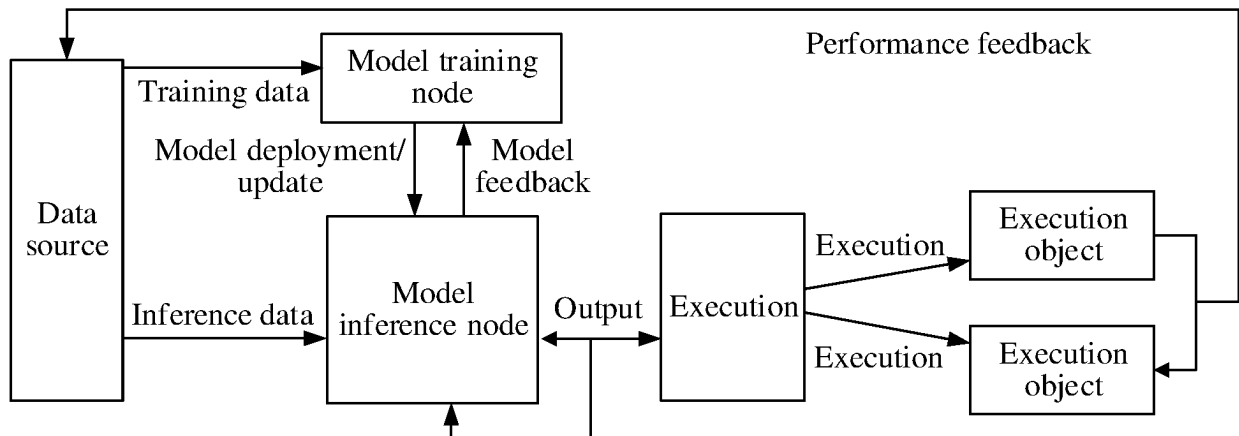 Performance feedback
Model training
node
Training data
Model deployment/
update
Model
feedback
Data
source
Inference data
Model
inference node
Output
Execution
Execution
Execution
object
Execution
Execution
object